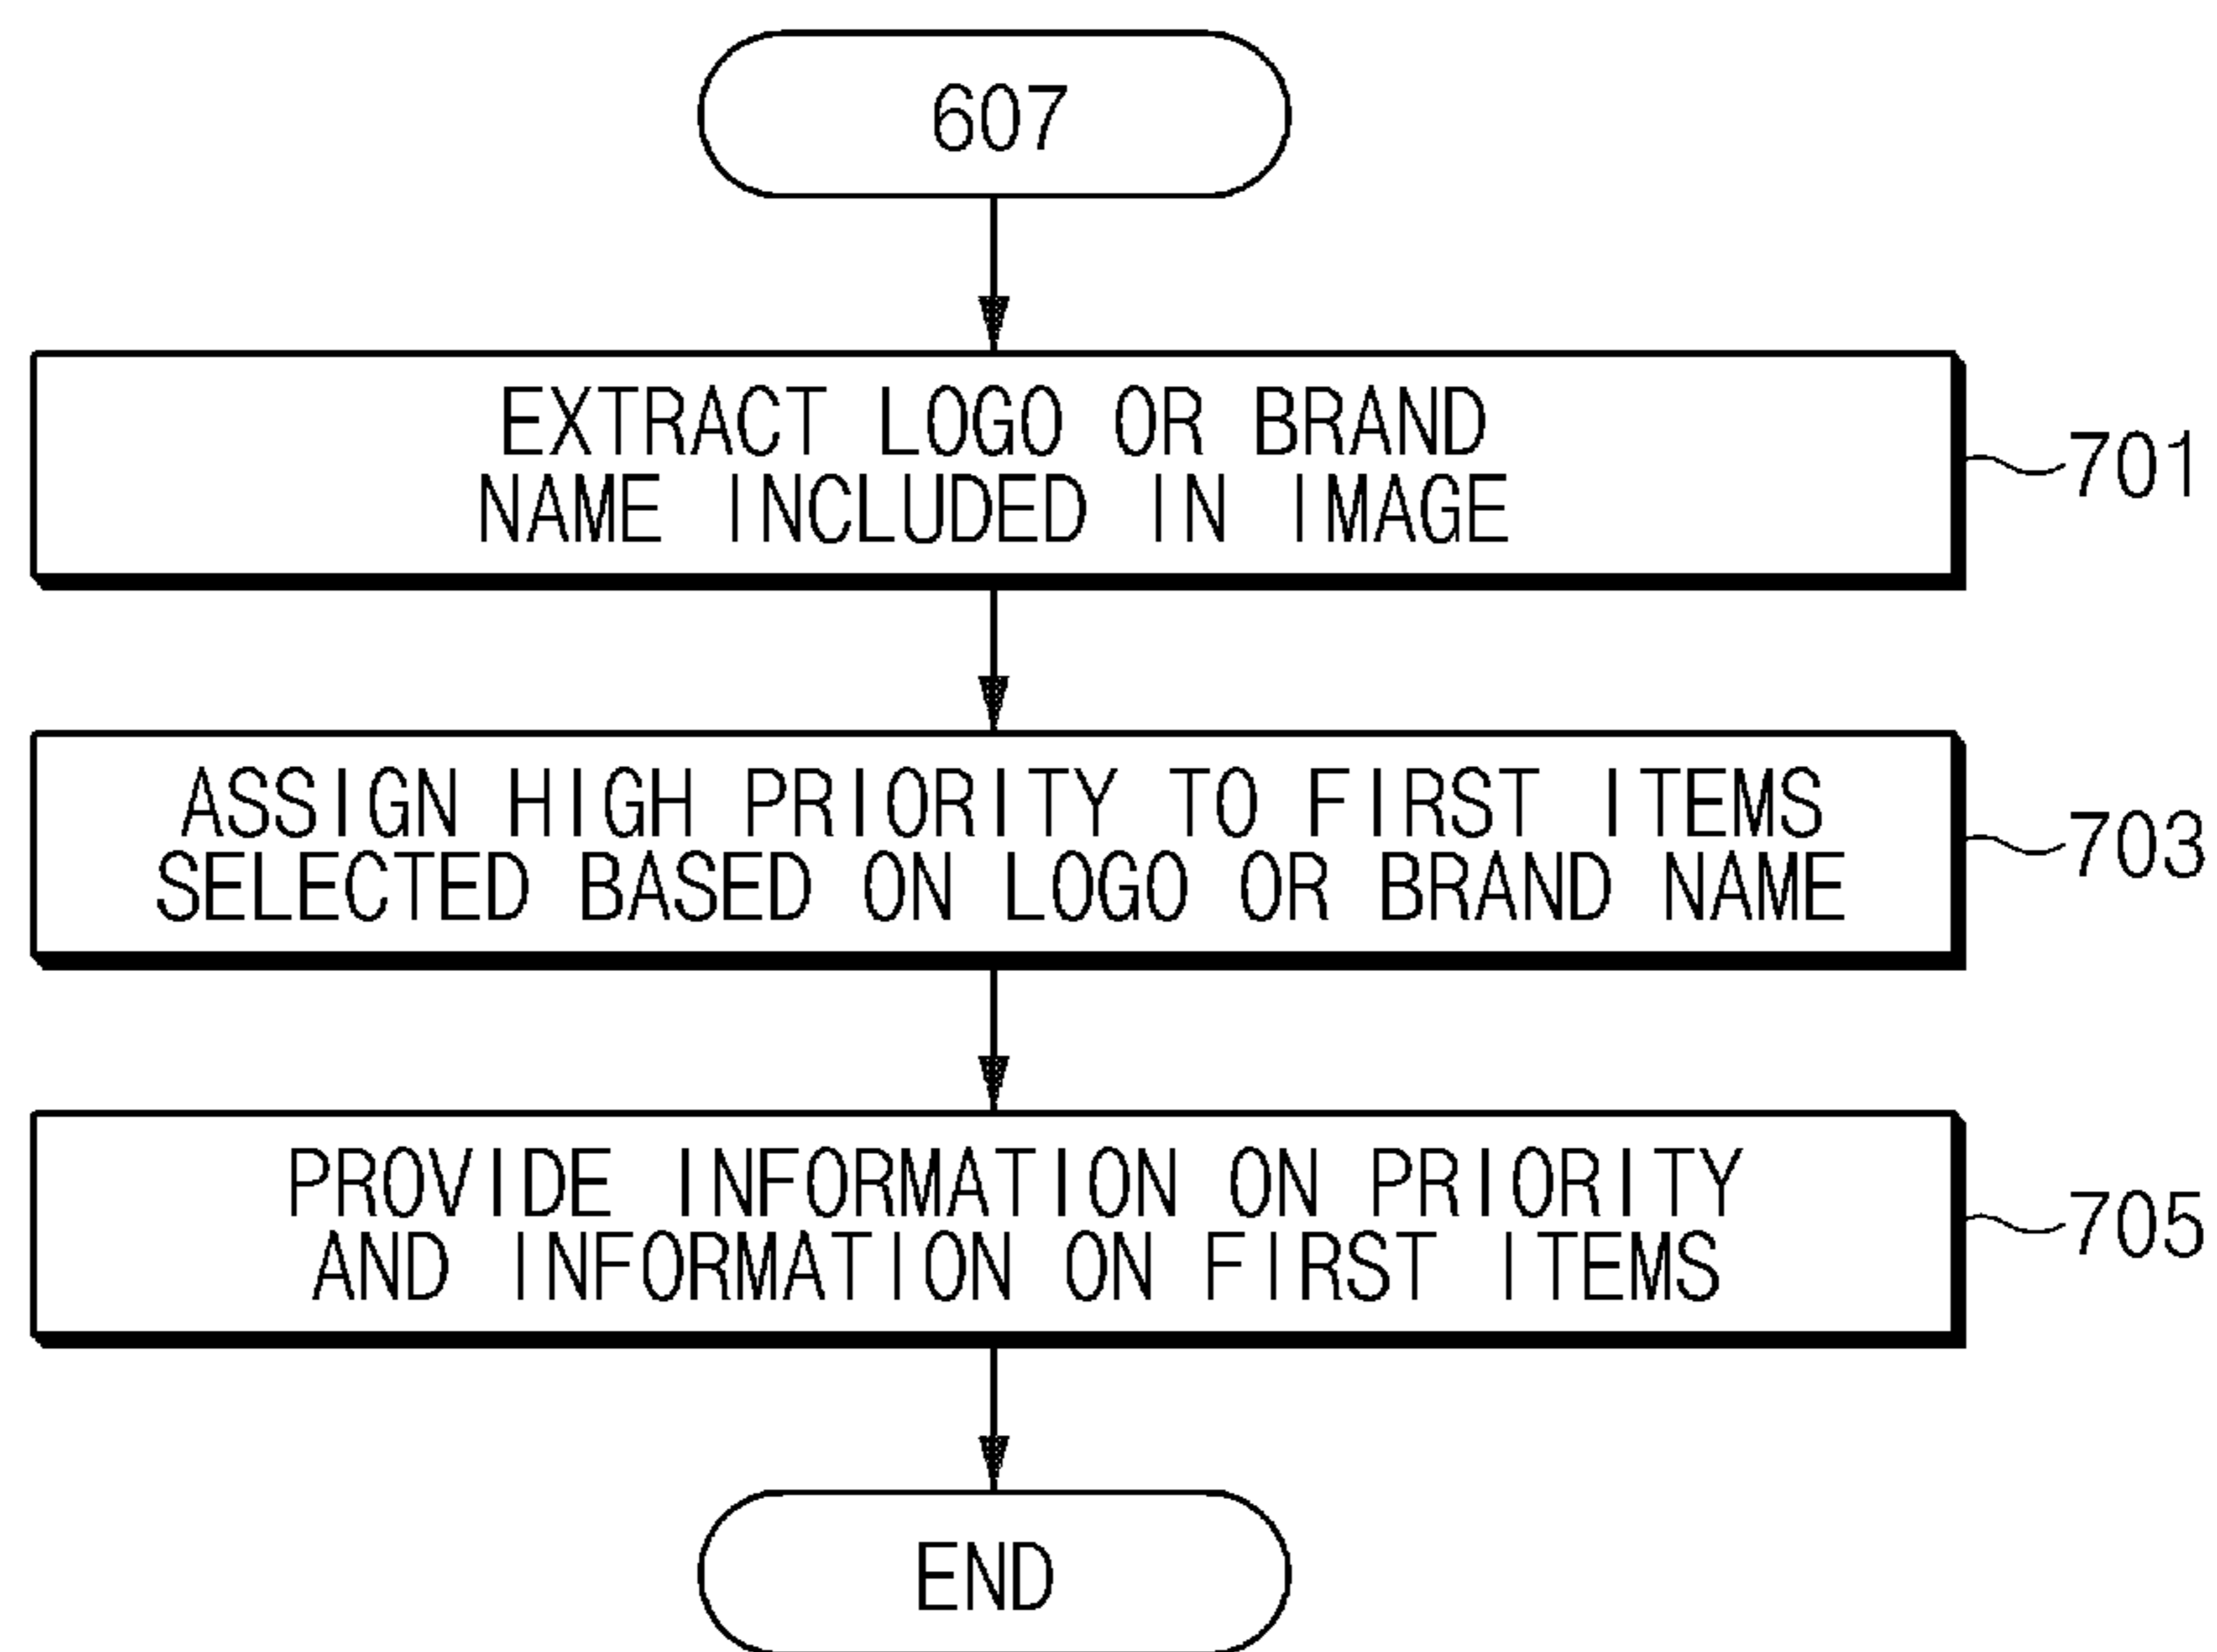 607
EXTRACT LOGO OR BRAND
NAME INCLUDED IN IMAGE
701
ASSIGN HIGH PRIORITY TO FIRST ITEMS
SELECTED BASED ON LOGO OR BRAND NAME
703
PROVIDE INFORMATION ON PRIORITY
AND INFORMATION ON FIRST ITEMS
705
END